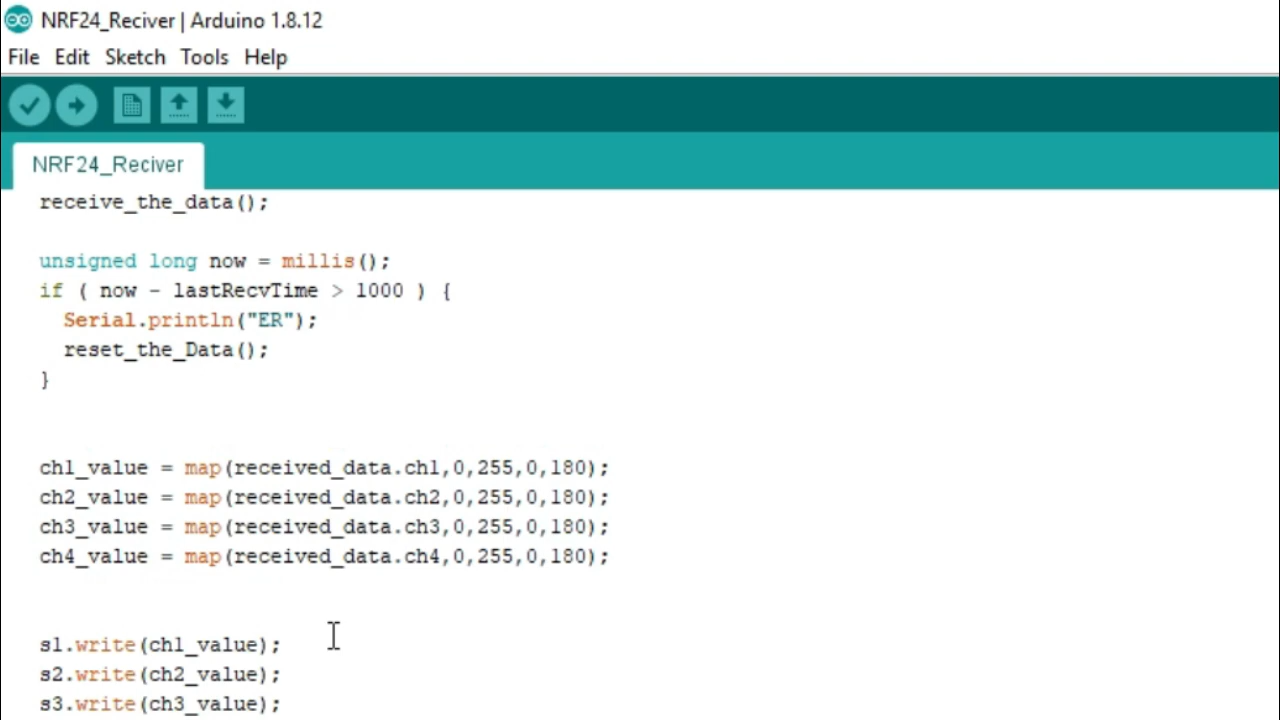 NRF24_Reciver | Arduino 1.8.12
File Edit Sketch Tools Help
NRF24_Reciver
receive_the_data();
unsigned long now = millis();
if ( now - lastRecvTime > 1000 ) {
Serial.println("ER");
reset_the_Data();
}
ch1_value = map(received_data.ch1,0,255,0,180);
ch2_value = map(received_data.ch2,0,255,0,180);
ch3_value = map(received_data.ch3,0,255,0,180);
ch4_value = map(received_data.ch4,0,255,0,180);
s1.write(ch1_value);
s2.write(ch2_value);
s3.write(ch3_value);